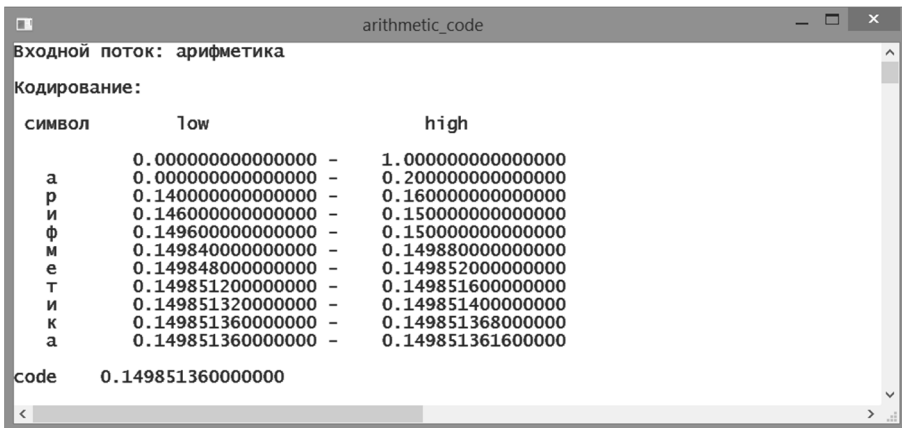 arithmetic_code
Входной поток: арифметика
Кодирование:
символ low high
0.000000000000000 - 1.000000000000000
а 0.000000000000000 - 0.200000000000000
р 0.140000000000000 - 0.160000000000000
и 0.146000000000000 - 0.150000000000000
ф 0.149600000000000 - 0.150000000000000
м 0.149840000000000 - 0.149880000000000
е 0.149848000000000 - 0.149852000000000
т 0.149851200000000 - 0.149851600000000
и 0.149851320000000 - 0.149851400000000
к 0.149851360000000 - 0.149851368000000
а 0.149851360000000 - 0.149851361600000
code 0.149851360000000